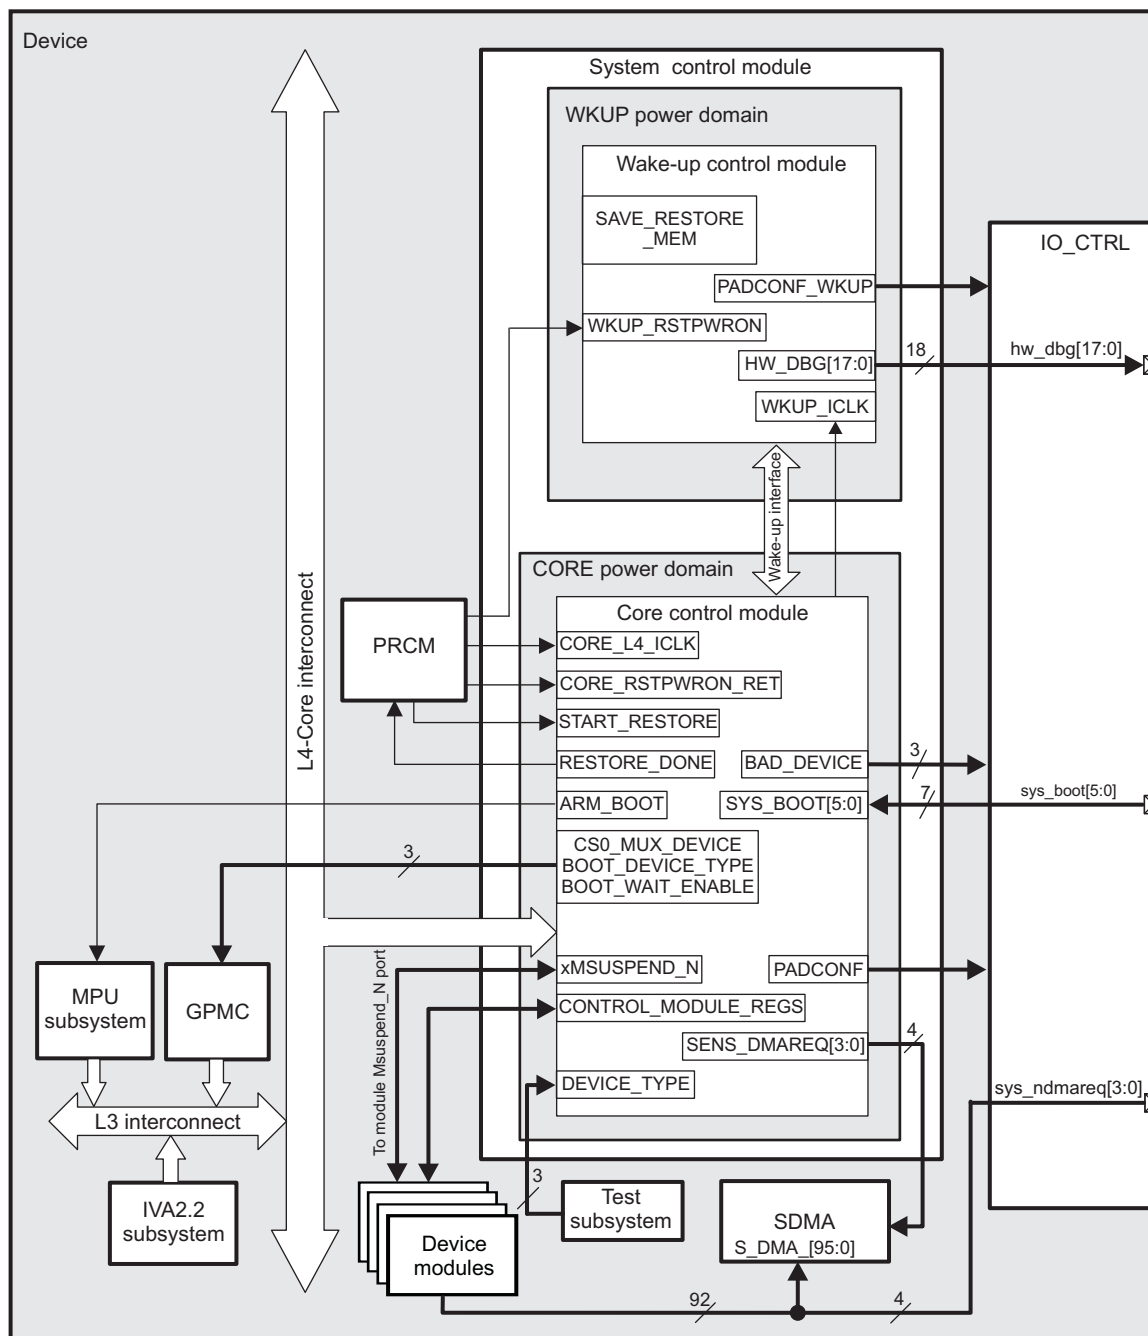 Device
System control module
WKUP power domain
Wake-up control module
SAVE_RESTORE
_MEM
IO_CTRL
PADCONF_WKUP
WKUP_RSTPWRON
HW_DBG[17:0]
18
hw_dbg[17:0]
WKUP_ICLK
Wake-up interface
CORE power domain
Core control module
L4-Core interconnect
PRCM
CORE_L4_ICLK
CORE_RSTPWRON_RET
START_RESTORE
RESTORE_DONE
BAD_DEVICE
3
ARM_BOOT
SYS_BOOT[5:0]
7
sys_boot[5:0]
3
CS0_MUX_DEVICE
BOOT_DEVICE_TYPE
BOOT_WAIT_ENABLE
To module Msuspend_N port
xMSUSPEND_N
PADCONF
MPU
subsystem
GPMC
CONTROL_MODULE_REGS
SENS_DMAREQ[3:0]
4
DEVICE_TYPE
sys_ndmareq[3:0]
L3 interconnect
3
IVA2.2
subsystem
Test
subsystem
SDMA
S_DMA_[95:0]
Device
modules
92
4